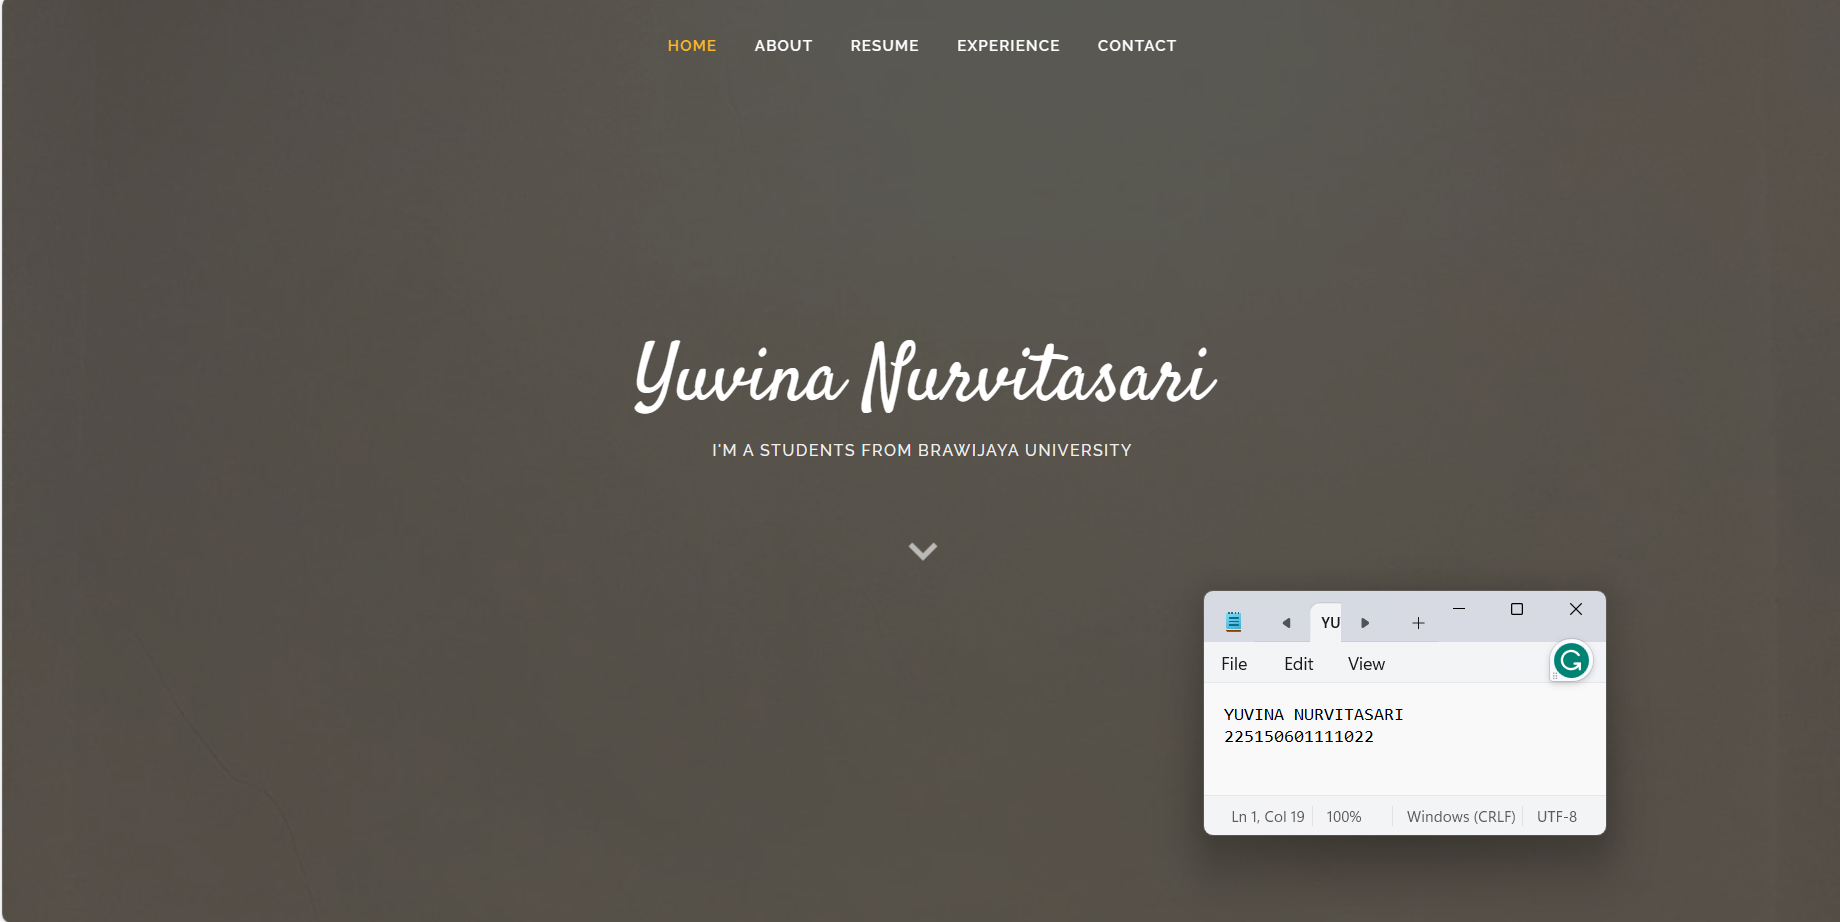 HOME ABOUT RESUME EXPERIENCE CONTACT
Yuvina Nurvitasari
I'M A STUDENTS FROM BRAWIJAYA UNIVERSITY
YU
File Edit View
YUVINA NURVITASARI
225150601111022
Ln 1, Col 19 100% Windows (CRLF) UTF-8